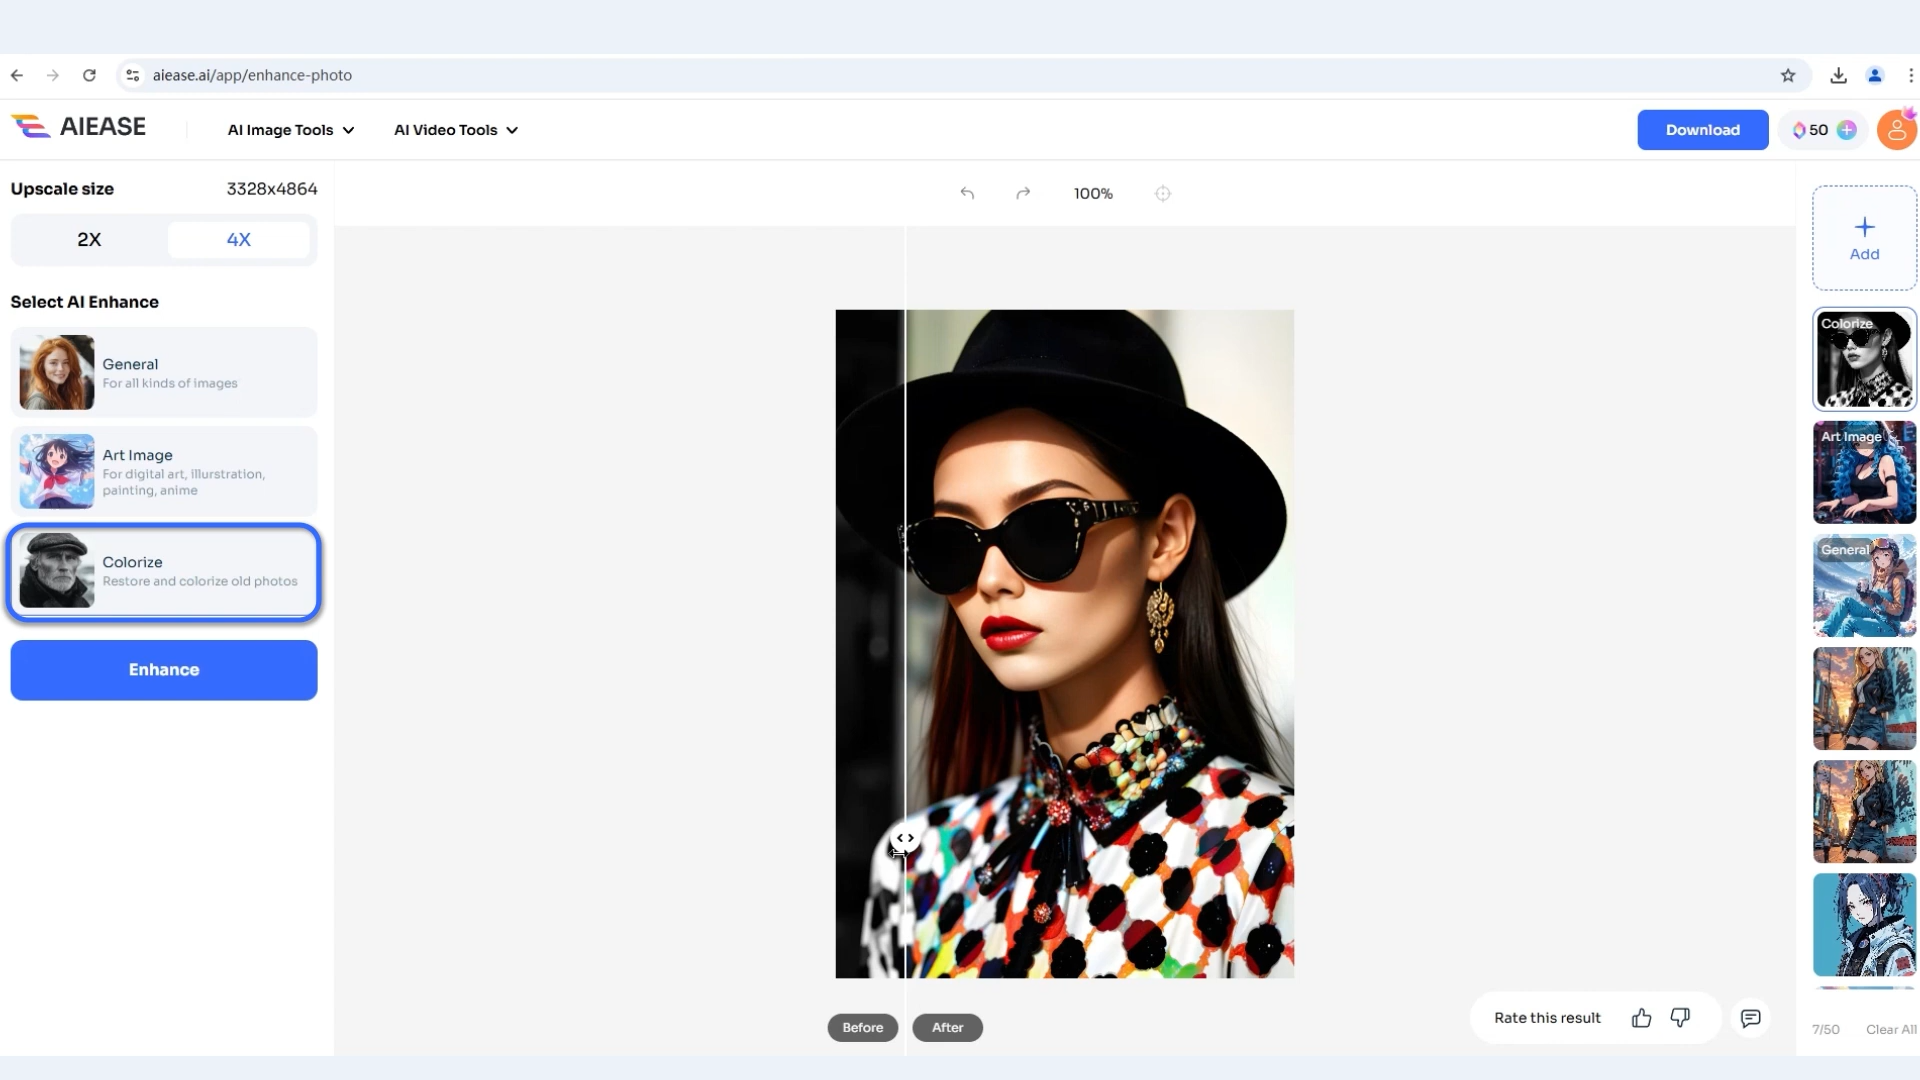 aiease.ai/app/enhance-photo
AIEASE
AI Image Tools
AI Video Tools
Download
50
Upscale size
3328x4864
2X
4X
Select AI Enhance
General
For all kinds of images
Art Image
For digital art, illurstration,
painting, anime
Colorize
Restore and colorize old photos
Enhance
100%
Before
After
Rate this result
Add
Colorize
Art Image
General
7/50
Clear All